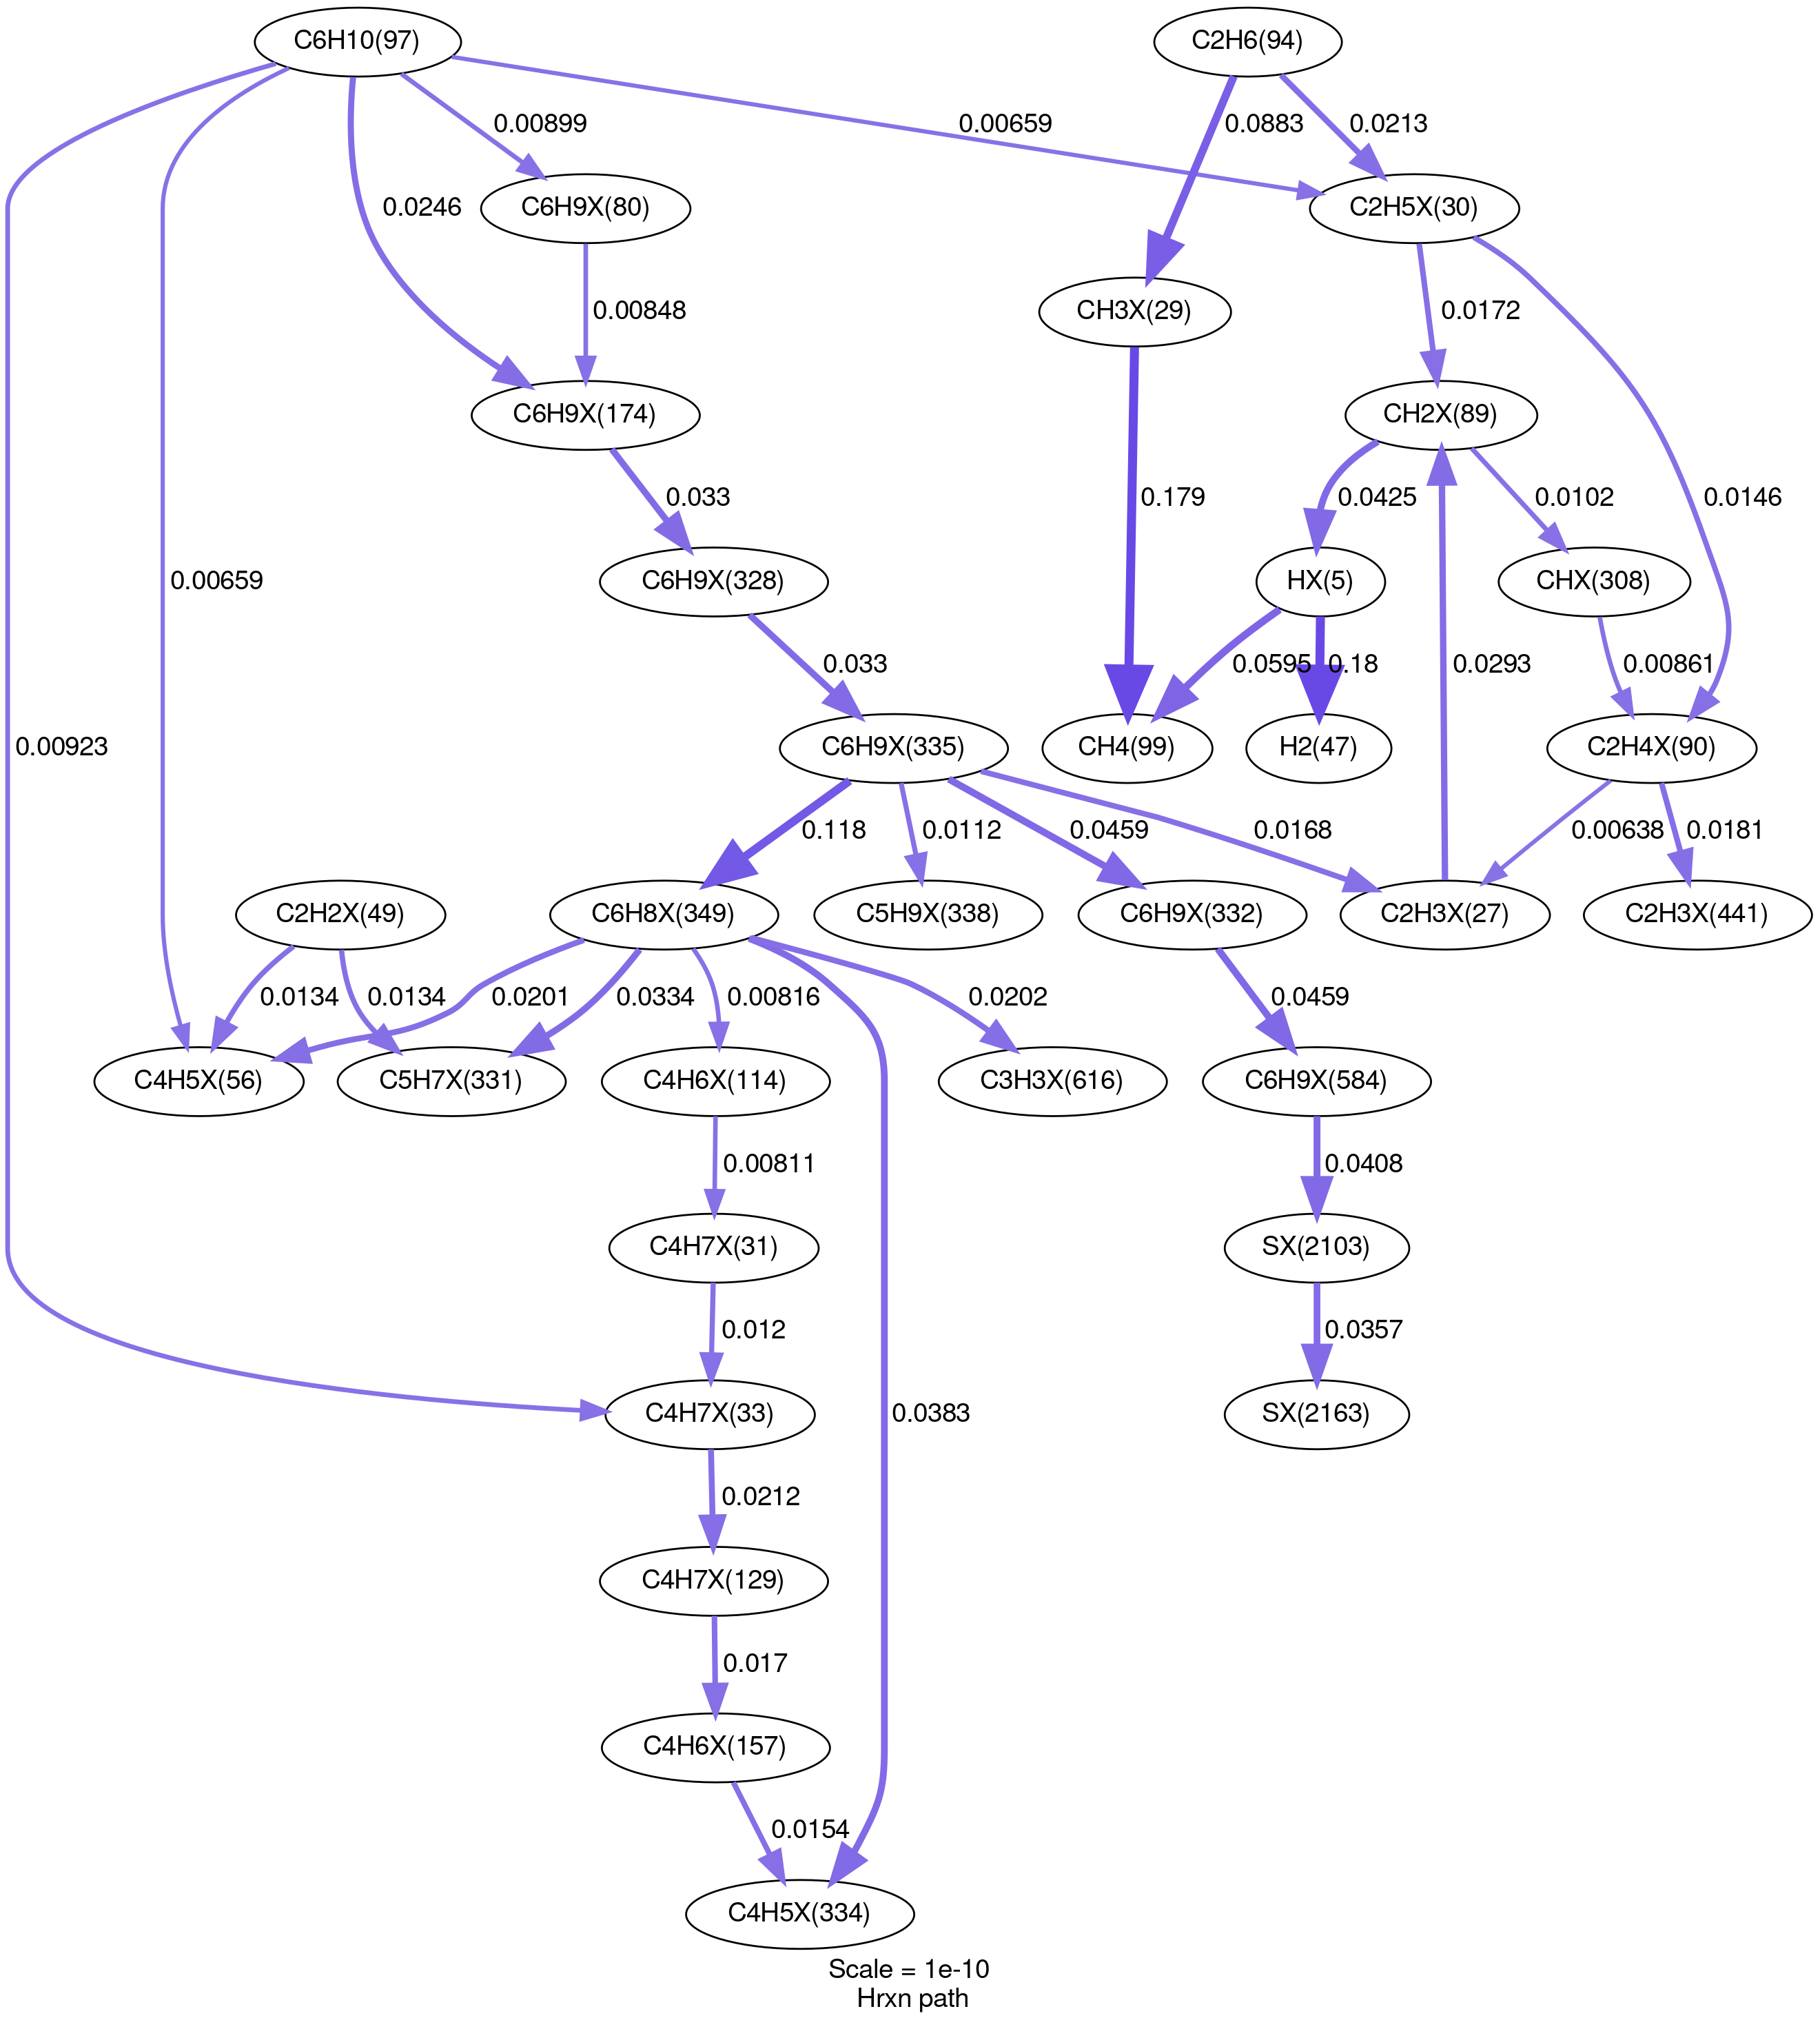 C6H10(97)
C2H6(94)
0.00899
0.00659
0.0883
0.0213
0.0246
C6H9X(80)
C2H5X(30)
0.00848
CH3X(29)
0.0172
C6H9X(174)
CH2X(89)
0.033
0.179
0.0425
0.0102
0.0146
0.00659
C6H9X(328)
HX(5)
CHX(308)
0.033
0.0595
0.18
0.0293
0.00861
0.00923
C6H9X(335)
CH4(99)
H2(47)
C2H4X(90)
0.118
0.0112
0.0459
0.0168
0.00638
0.0181
C2H2X(49)
C6H8X(349)
C5H9X(338)
C6H9X(332)
C2H3X(27)
C2H3X(441)
0.0134
0.0134
0.0201
0.0334
0.00816
0.0202
0.0459
C4H5X(56)
C5H7X(331)
C4H6X(114)
C3H3X(616)
C6H9X(584)
0.00811
0.0408
C4H7X(31)
SX(2103)
0.012
0.0357
C4H7X(33)
0.0383
SX(2163)
0.0212
C4H7X(129)
0.017
C4H6X(157)
0.0154
C4H5X(334)
Scale = 1e-10
Hrxn path